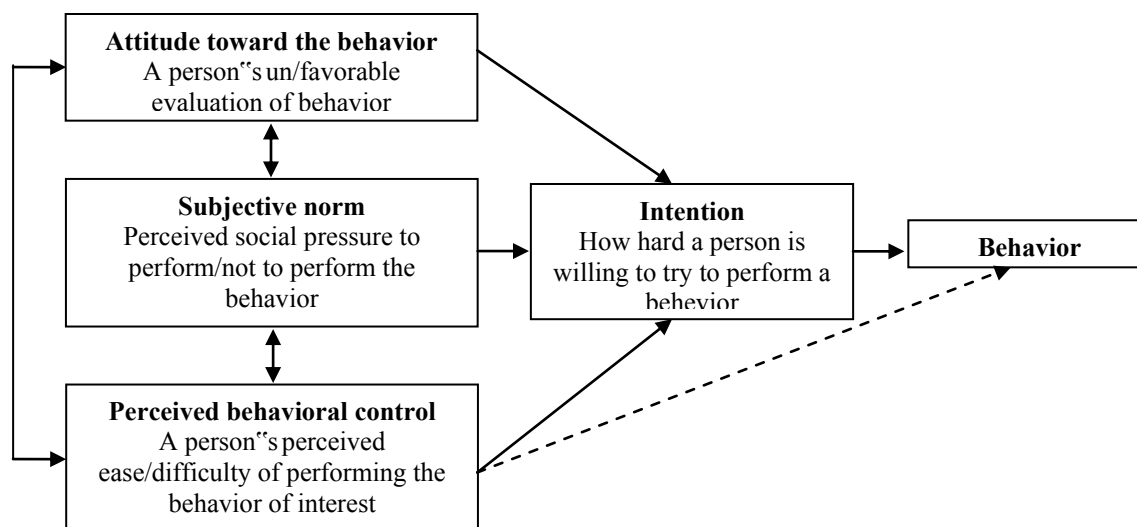 Attitude toward the behavior
A person‟s un/favorable
evaluation of behavior
Subjective norm
Perceived social pressure to
perform/not to perform the
behavior
Perceived behavioral control
A person‟s perceived
ease/difficulty of performing the
behavior of interest
Intention
How hard a person is
willing to try to perform a
behevior
Behavior